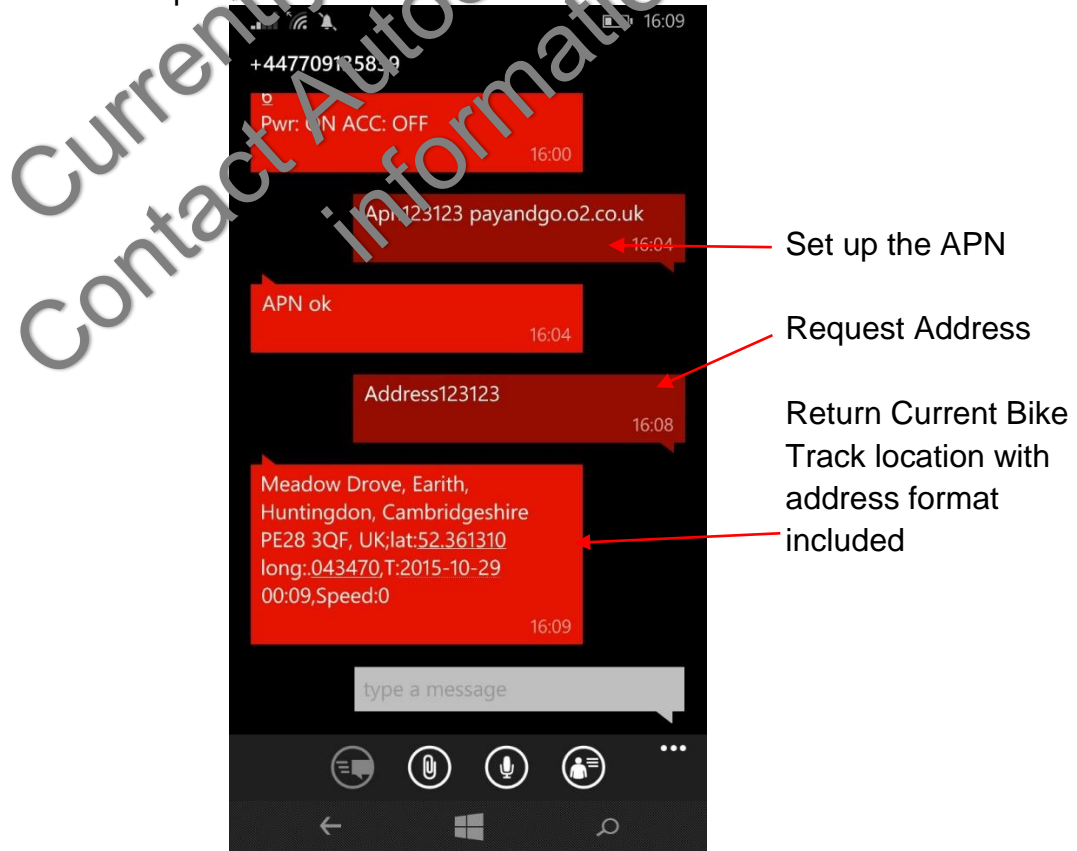 16:09
Pwr: ON ACC: OFF
16:00
Apn123123 payandgo.o2.co.uk
16:04
Set up the APN
APN ok
16:04
Request Address
Address123123
16:08
Return Current Bike
Track location with
address format
included
Meadow Drove, Earith,
Huntingdon, Cambridgeshire
PE28 3QF, UK;lat:52.361310
long:.043470,T:2015-10-29
00:09,Speed:0
16:09
type a message
Currently
Contact